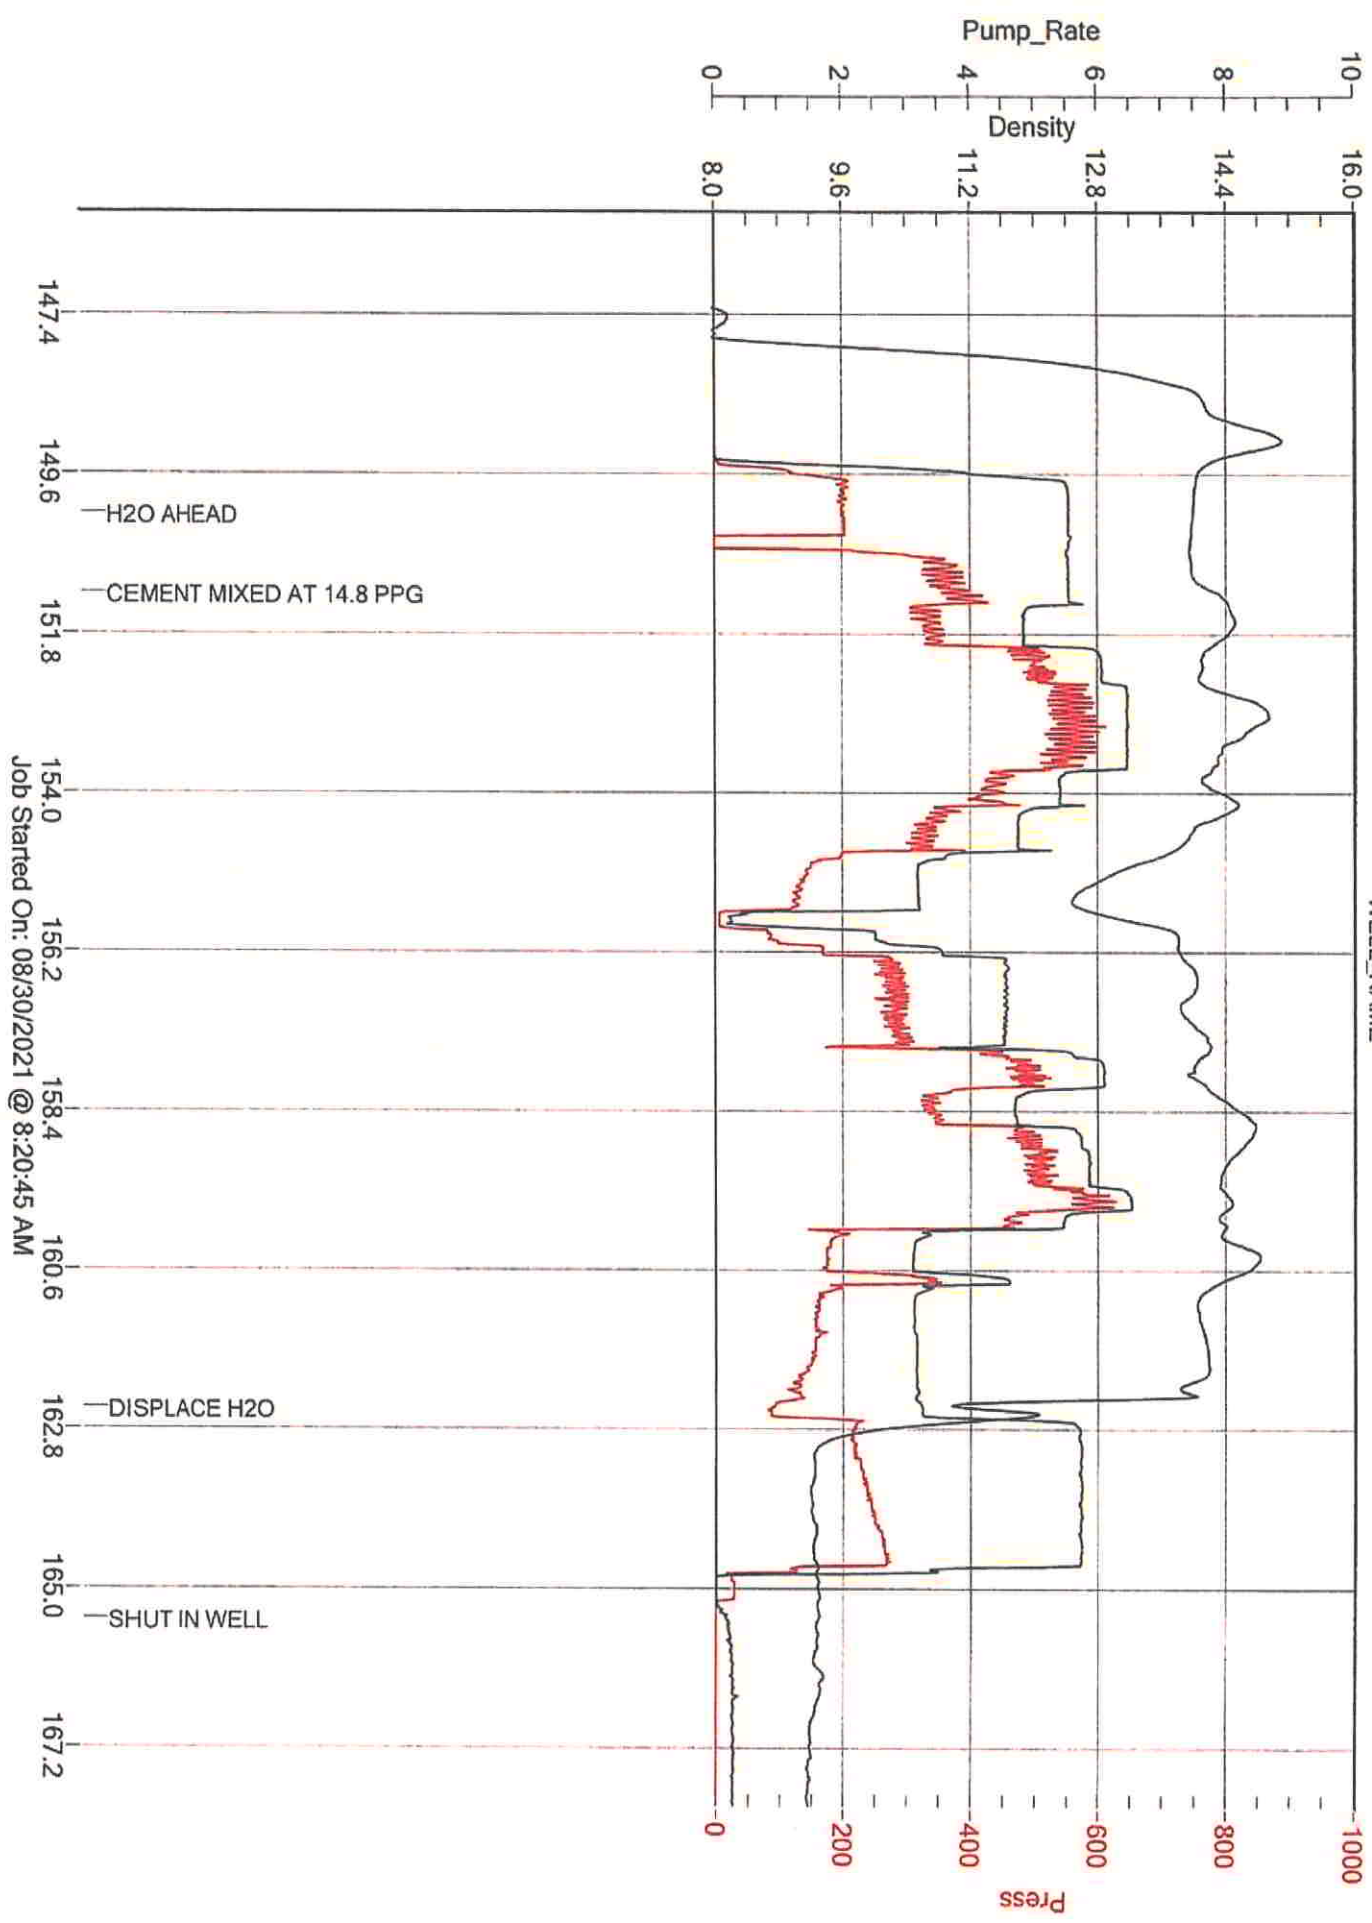 Pump_Rate
0 2 4 6 8 10
Density
8.0 9.6 11.2 12.8 14.4 16.0
147.4
149.6
H2O AHEAD
CEMENT MIXED AT 14.8 PPG
151.8
154.0
156.2
158.4
160.6
DISPLACE H2O
162.8
165.0
SHUT IN WELL
167.2
Job Started On: 08/30/2021 @ 8:20:45 AM
0 200 400 600 800 1000
Press